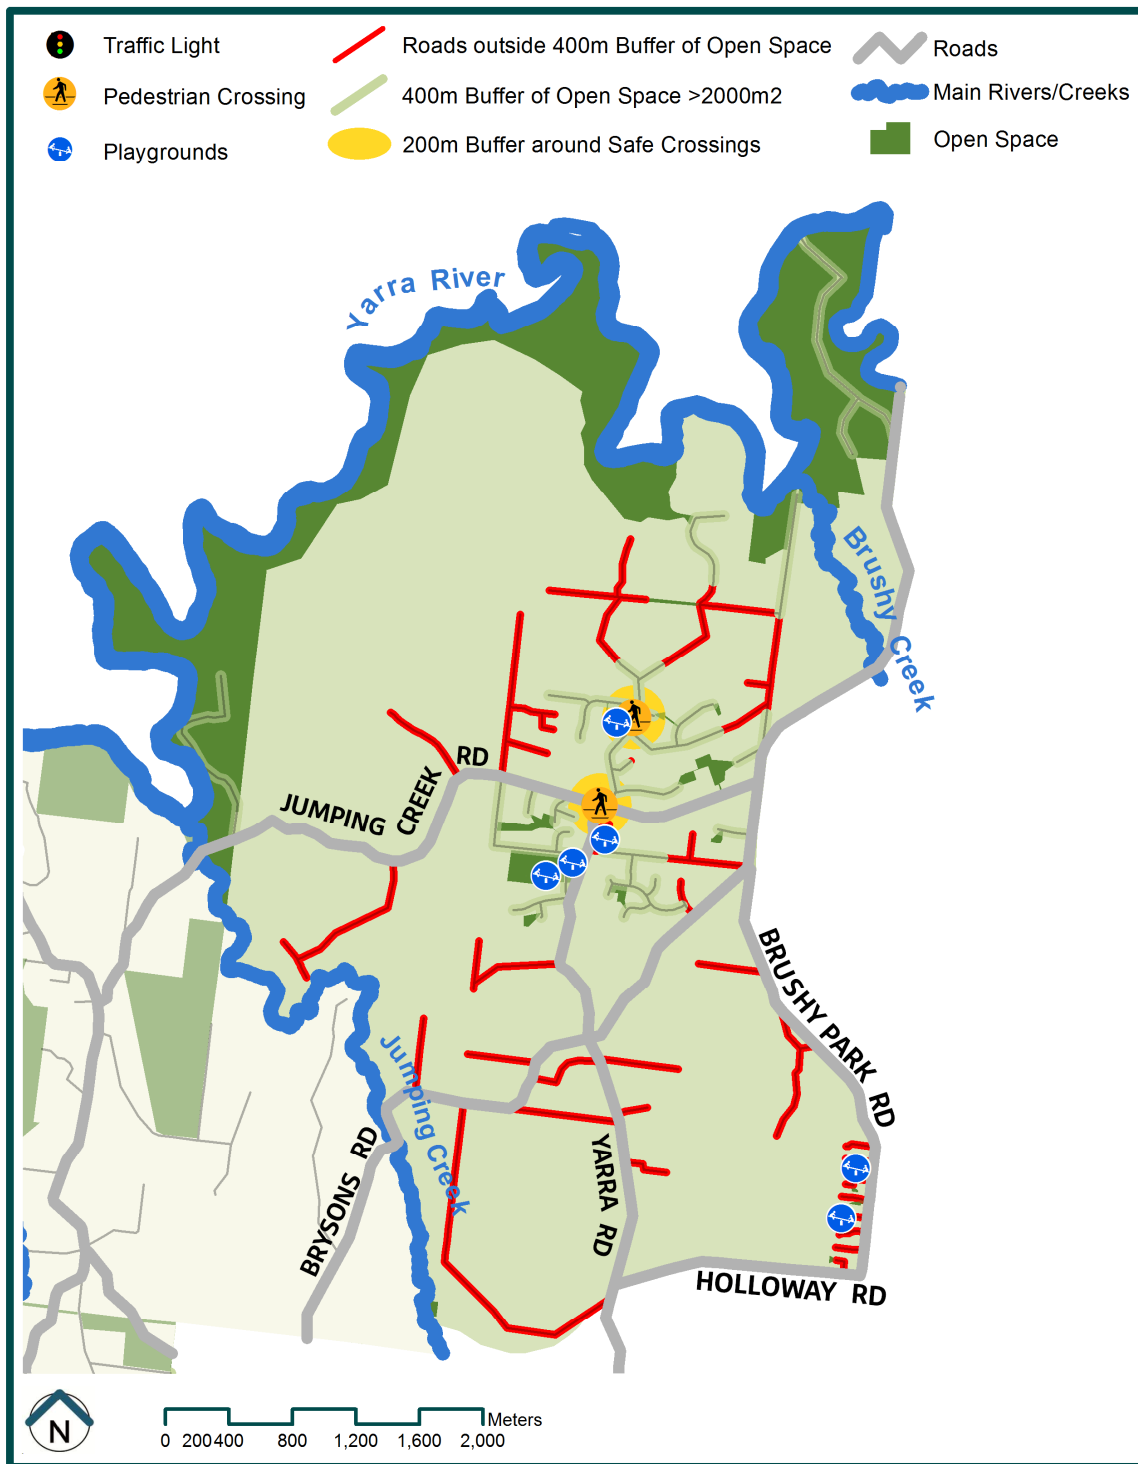 Traffic Light
Roads outside 400m Buffer of Open Space
Roads
Pedestrian Crossing
400m Buffer of Open Space >2000m2
Main Rivers/Creeks
Playgrounds
200m Buffer around Safe Crossings
Open Space
Yarra River
Brushy Creek
JUMPING CREEK RD
BRUSHY PARK RD
Jumping Creek
BRYSONS RD
YARRA RD
HOLLOWAY RD
N
Meters
0 200 400 800 1,200 1,600 2,000